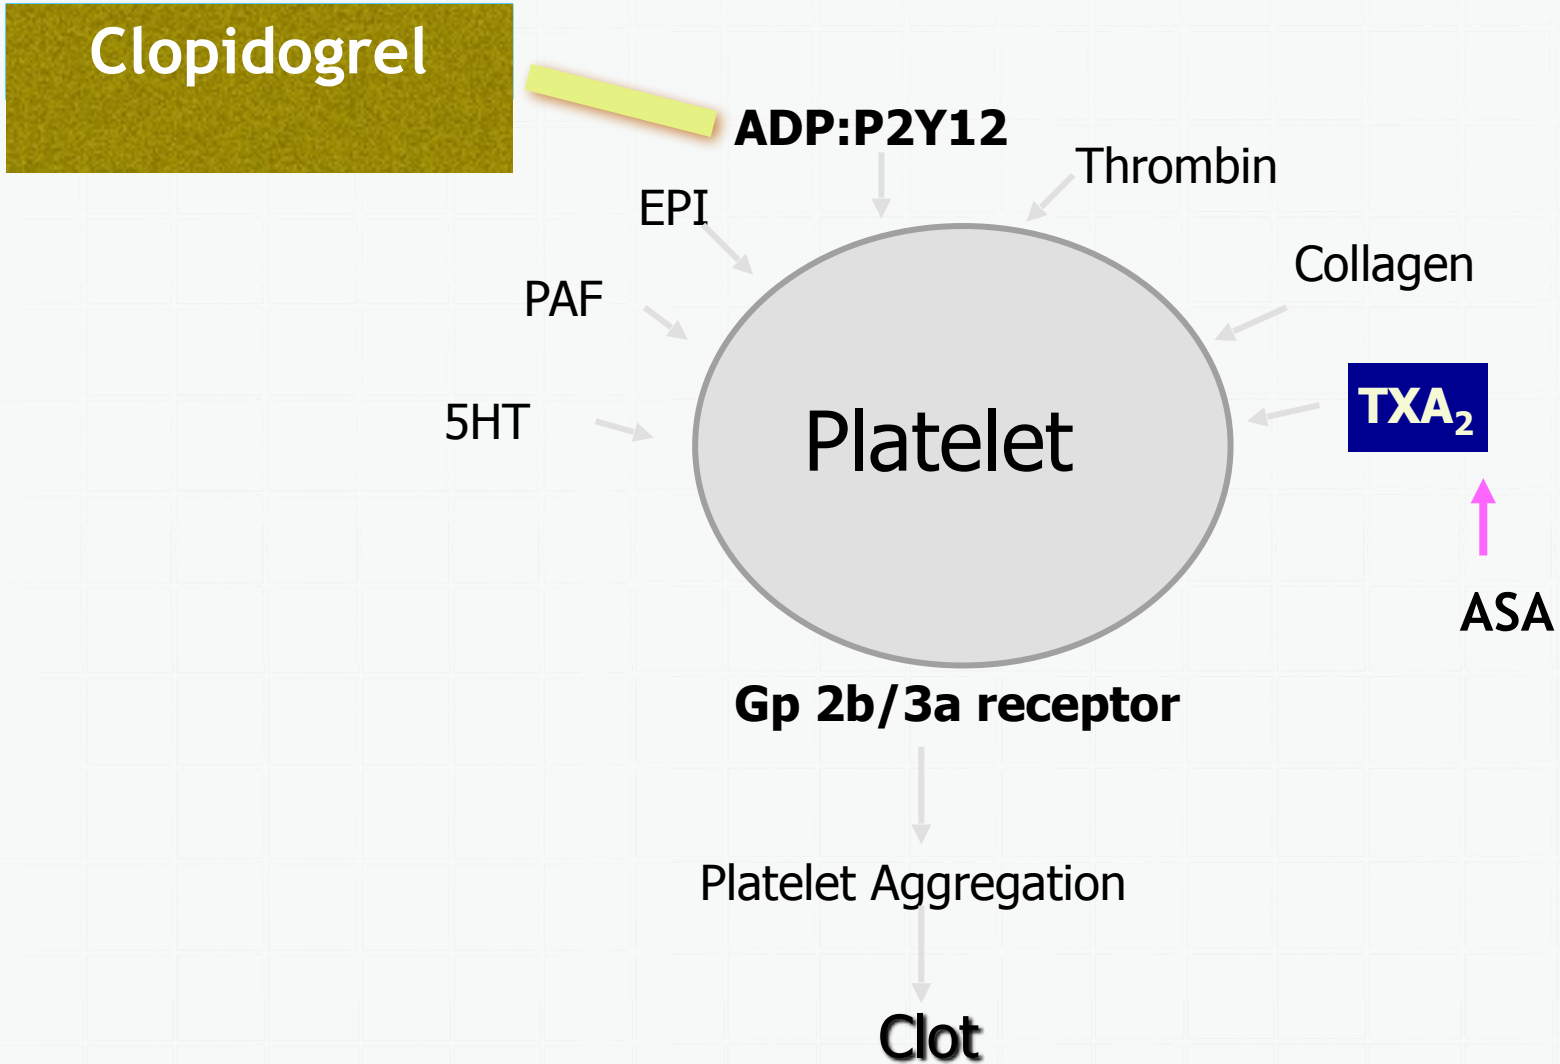 Clopidogrel
ADP:P2Y12
Thrombin
EPI
Collagen
PAF
TXA₂
5HT
Platelet
ASA
Gp 2b/3a receptor
Platelet Aggregation
Clot